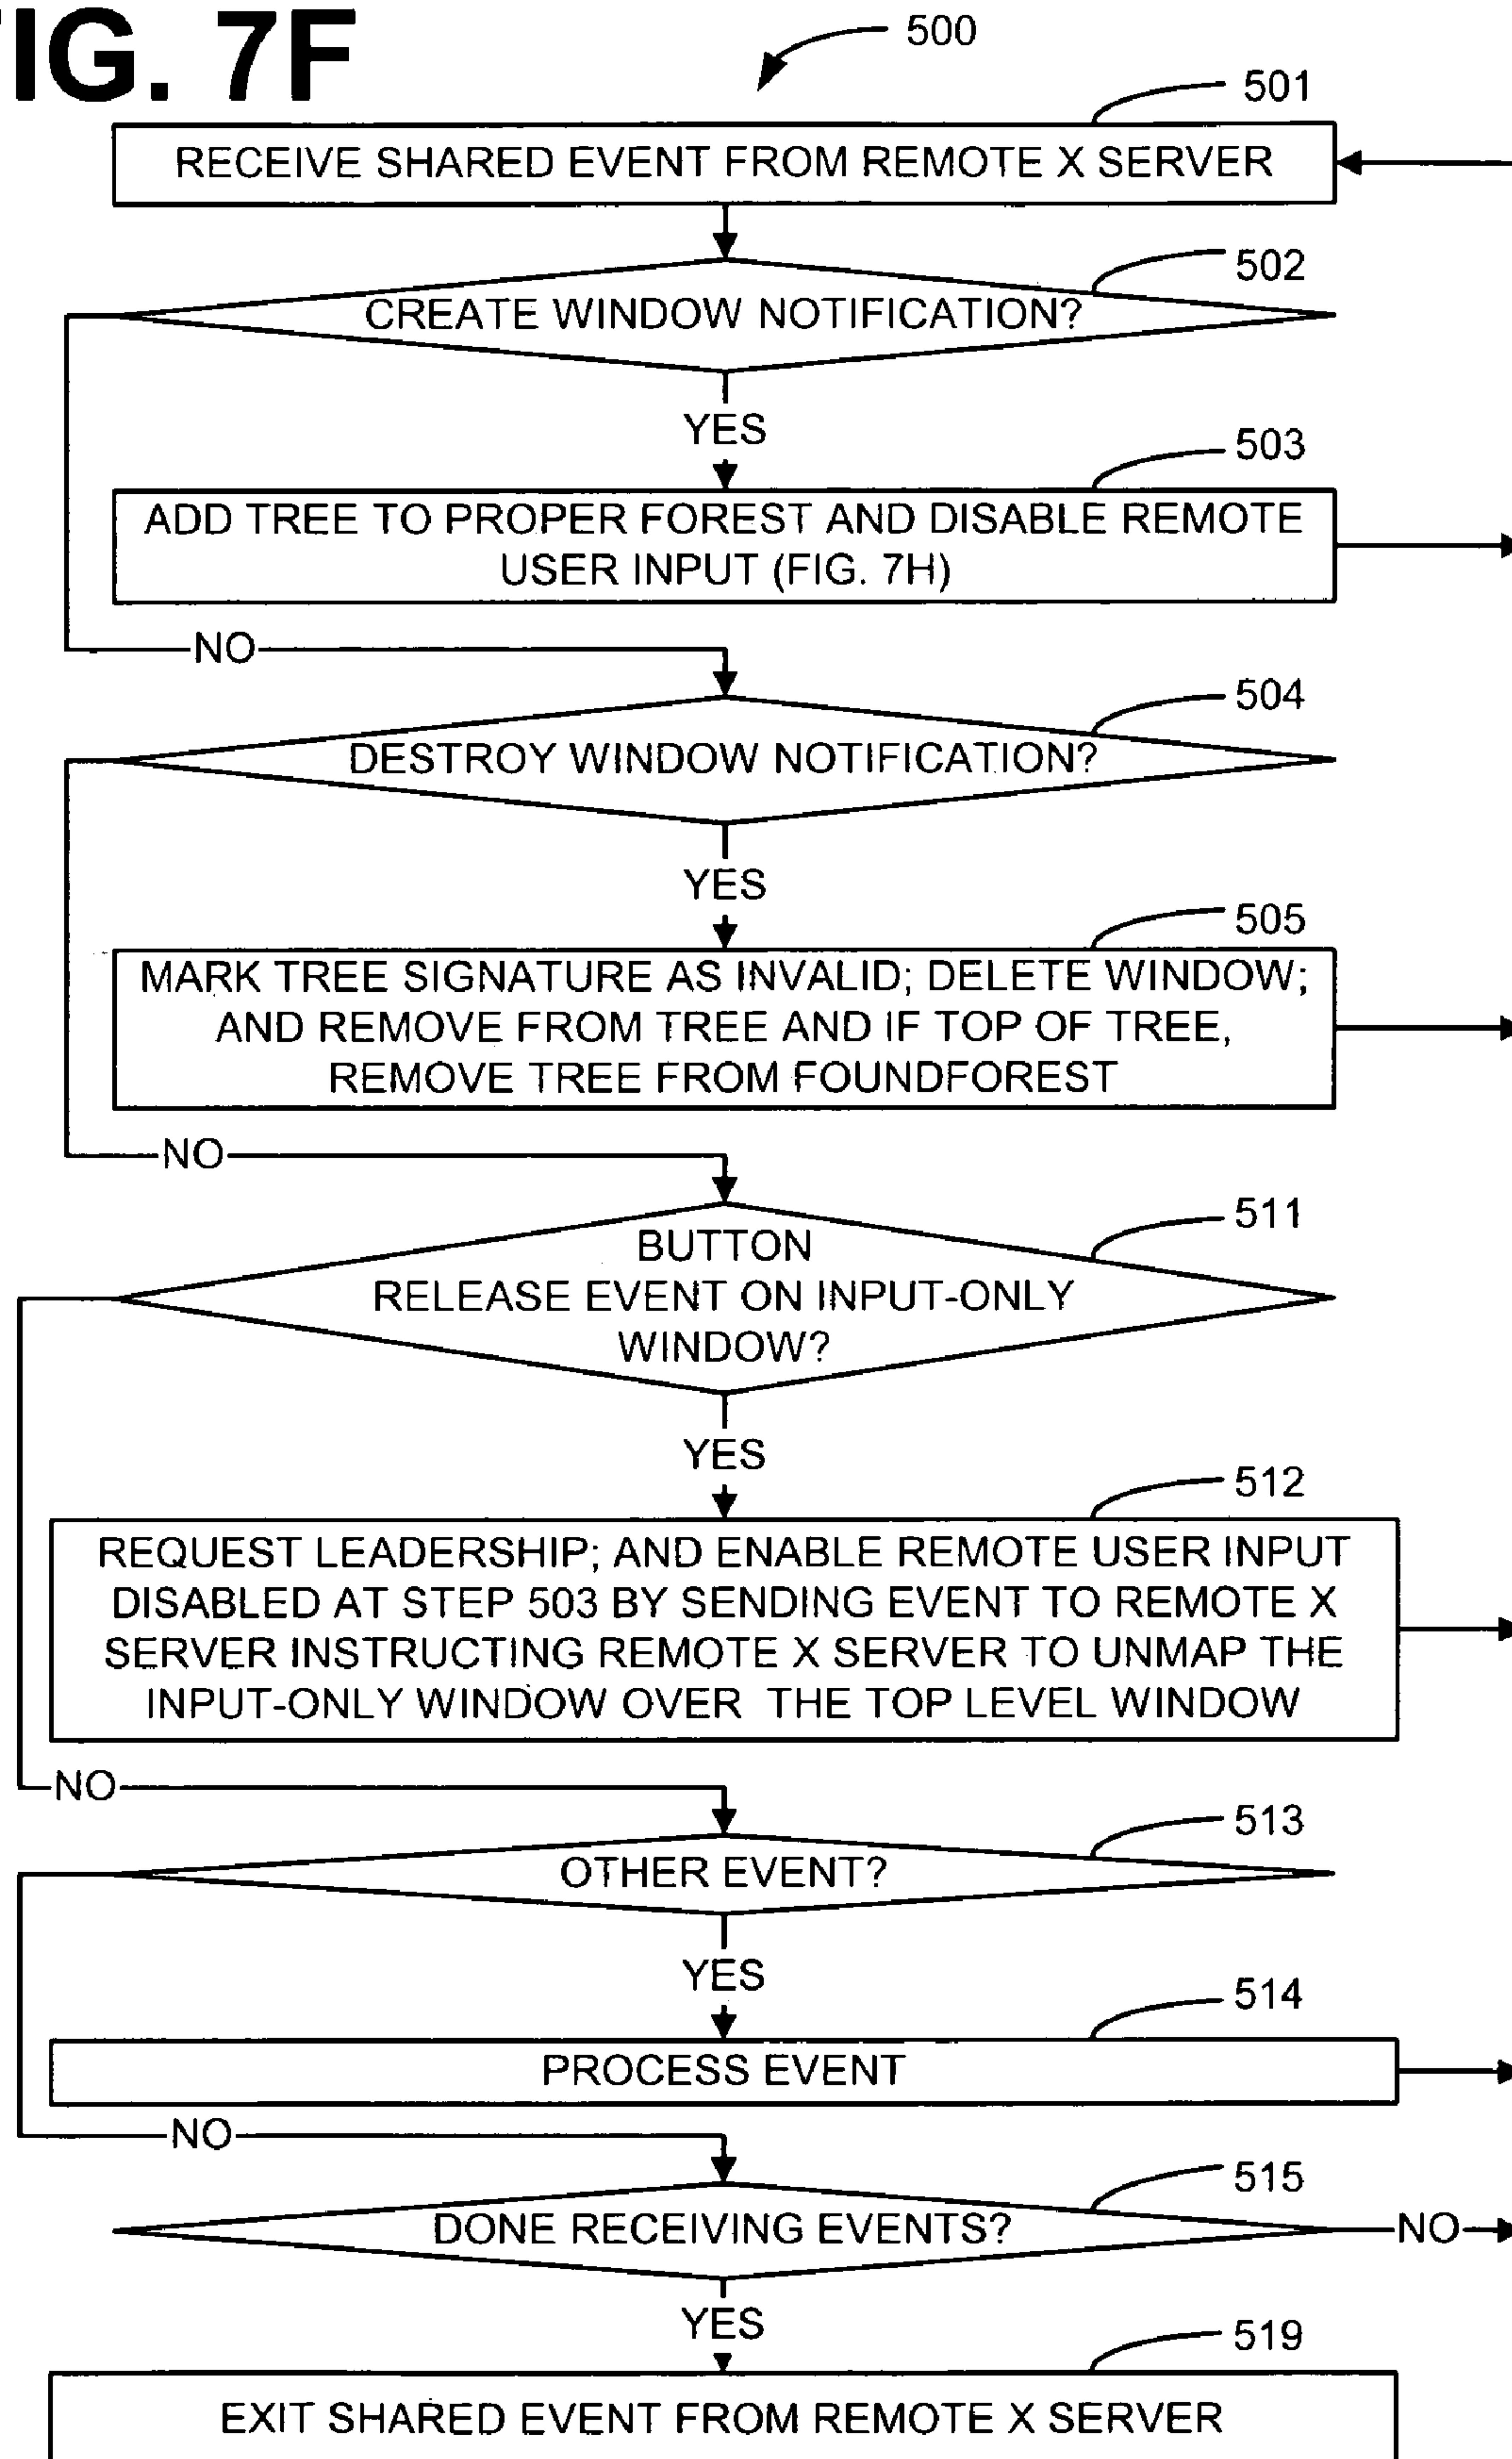 IG. 7F
500
501
RECEIVE SHARED EVENT FROM REMOTE X SERVER
502
CREATE WINDOW NOTIFICATION?
YES
503
ADD TREE TO PROPER FOREST AND DISABLE REMOTE
USER INPUT (FIG. 7H)
NO
504
DESTROY WINDOW NOTIFICATION?
YES
505
MARK TREE SIGNATURE AS INVALID; DELETE WINDOW;
AND REMOVE FROM TREE AND IF TOP OF TREE,
REMOVE TREE FROM FOUNDFOREST
NO
511
BUTTON
RELEASE EVENT ON INPUT-ONLY
WINDOW?
YES
512
REQUEST LEADERSHIP; AND ENABLE REMOTE USER INPUT
DISABLED AT STEP 503 BY SENDING EVENT TO REMOTE X
SERVER INSTRUCTING REMOTE X SERVER TO UNMAP THE
INPUT-ONLY WINDOW OVER THE TOP LEVEL WINDOW
NO
513
OTHER EVENT?
YES
514
PROCESS EVENT
NO
515
DONE RECEIVING EVENTS?
NO
YES
519
EXIT SHARED EVENT FROM REMOTE X SERVER